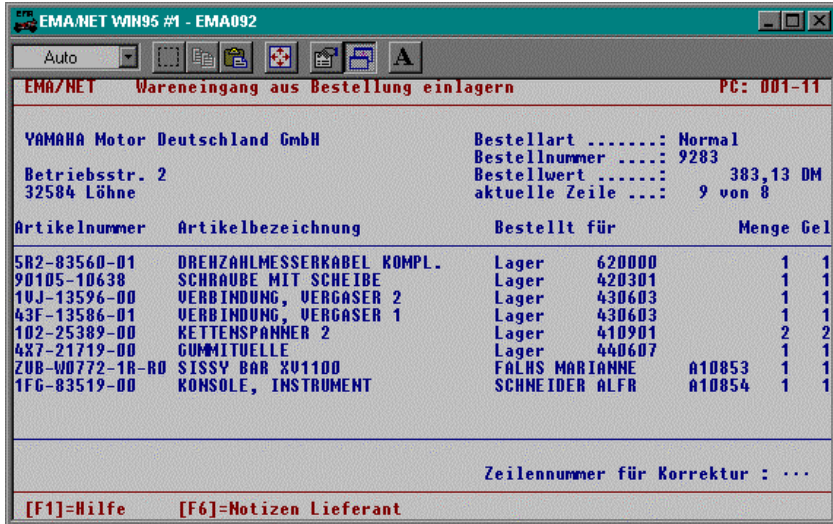 EMA/NET WIN95 #1 - EMA092
Auto A
EMA/NET Wareneingang aus Bestellung einlagern PC: 001-11
YAMAHA Motor Deutschland GmbH Bestellart .......: Normal
Bestellnummer ....: 9283
Betriebsstr. 2 Bestellwert ......: 383,13 DM
32584 Löhne aktuelle Zeile ...: 9 von 8
Artikelnummer Artikelbezeichnung Bestellt für Menge Gel
5R2-83560-01 DREHZAHLMESSERKABEL KOMPL. Lager 620000 1 1
90105-10638 SCHRAUBE MIT SCHEIBE Lager 420301 1 1
1VJ-13596-00 VERBINDUNG, VERGASER 2 Lager 430603 1 1
43F-13586-01 VERBINDUNG, VERGASER 1 Lager 430603 1 1
102-25389-00 KETTENSPANNER 2 Lager 410901 2 2
4X7-21719-00 GUMMITUELLE Lager 440607 1 1
ZUB-W0772-1R-R0 SISSY BAR XV1100 FALHS MARIANNE A10853 1 1
1FG-83519-00 KONSOLE, INSTRUMENT SCHNEIDER ALFR A10854 1 1
Zeilennummer für Korrektur : ...
[F1]=Hilfe [F6]=Notizen Lieferant